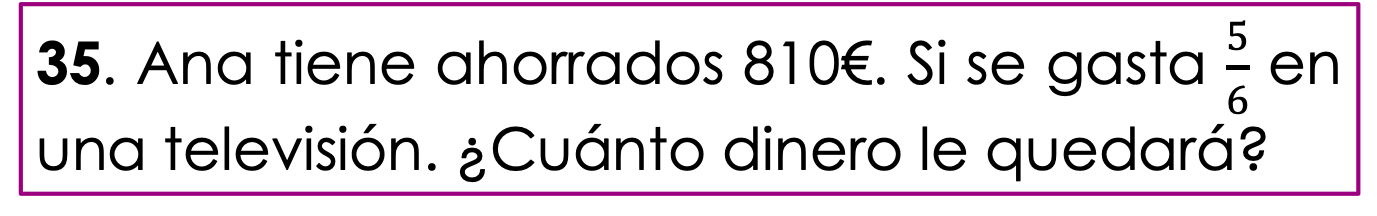 35. Ana tiene ahorrados 810€. Si se gasta 5/6 en
una televisión. ¿Cuánto dinero le quedará?